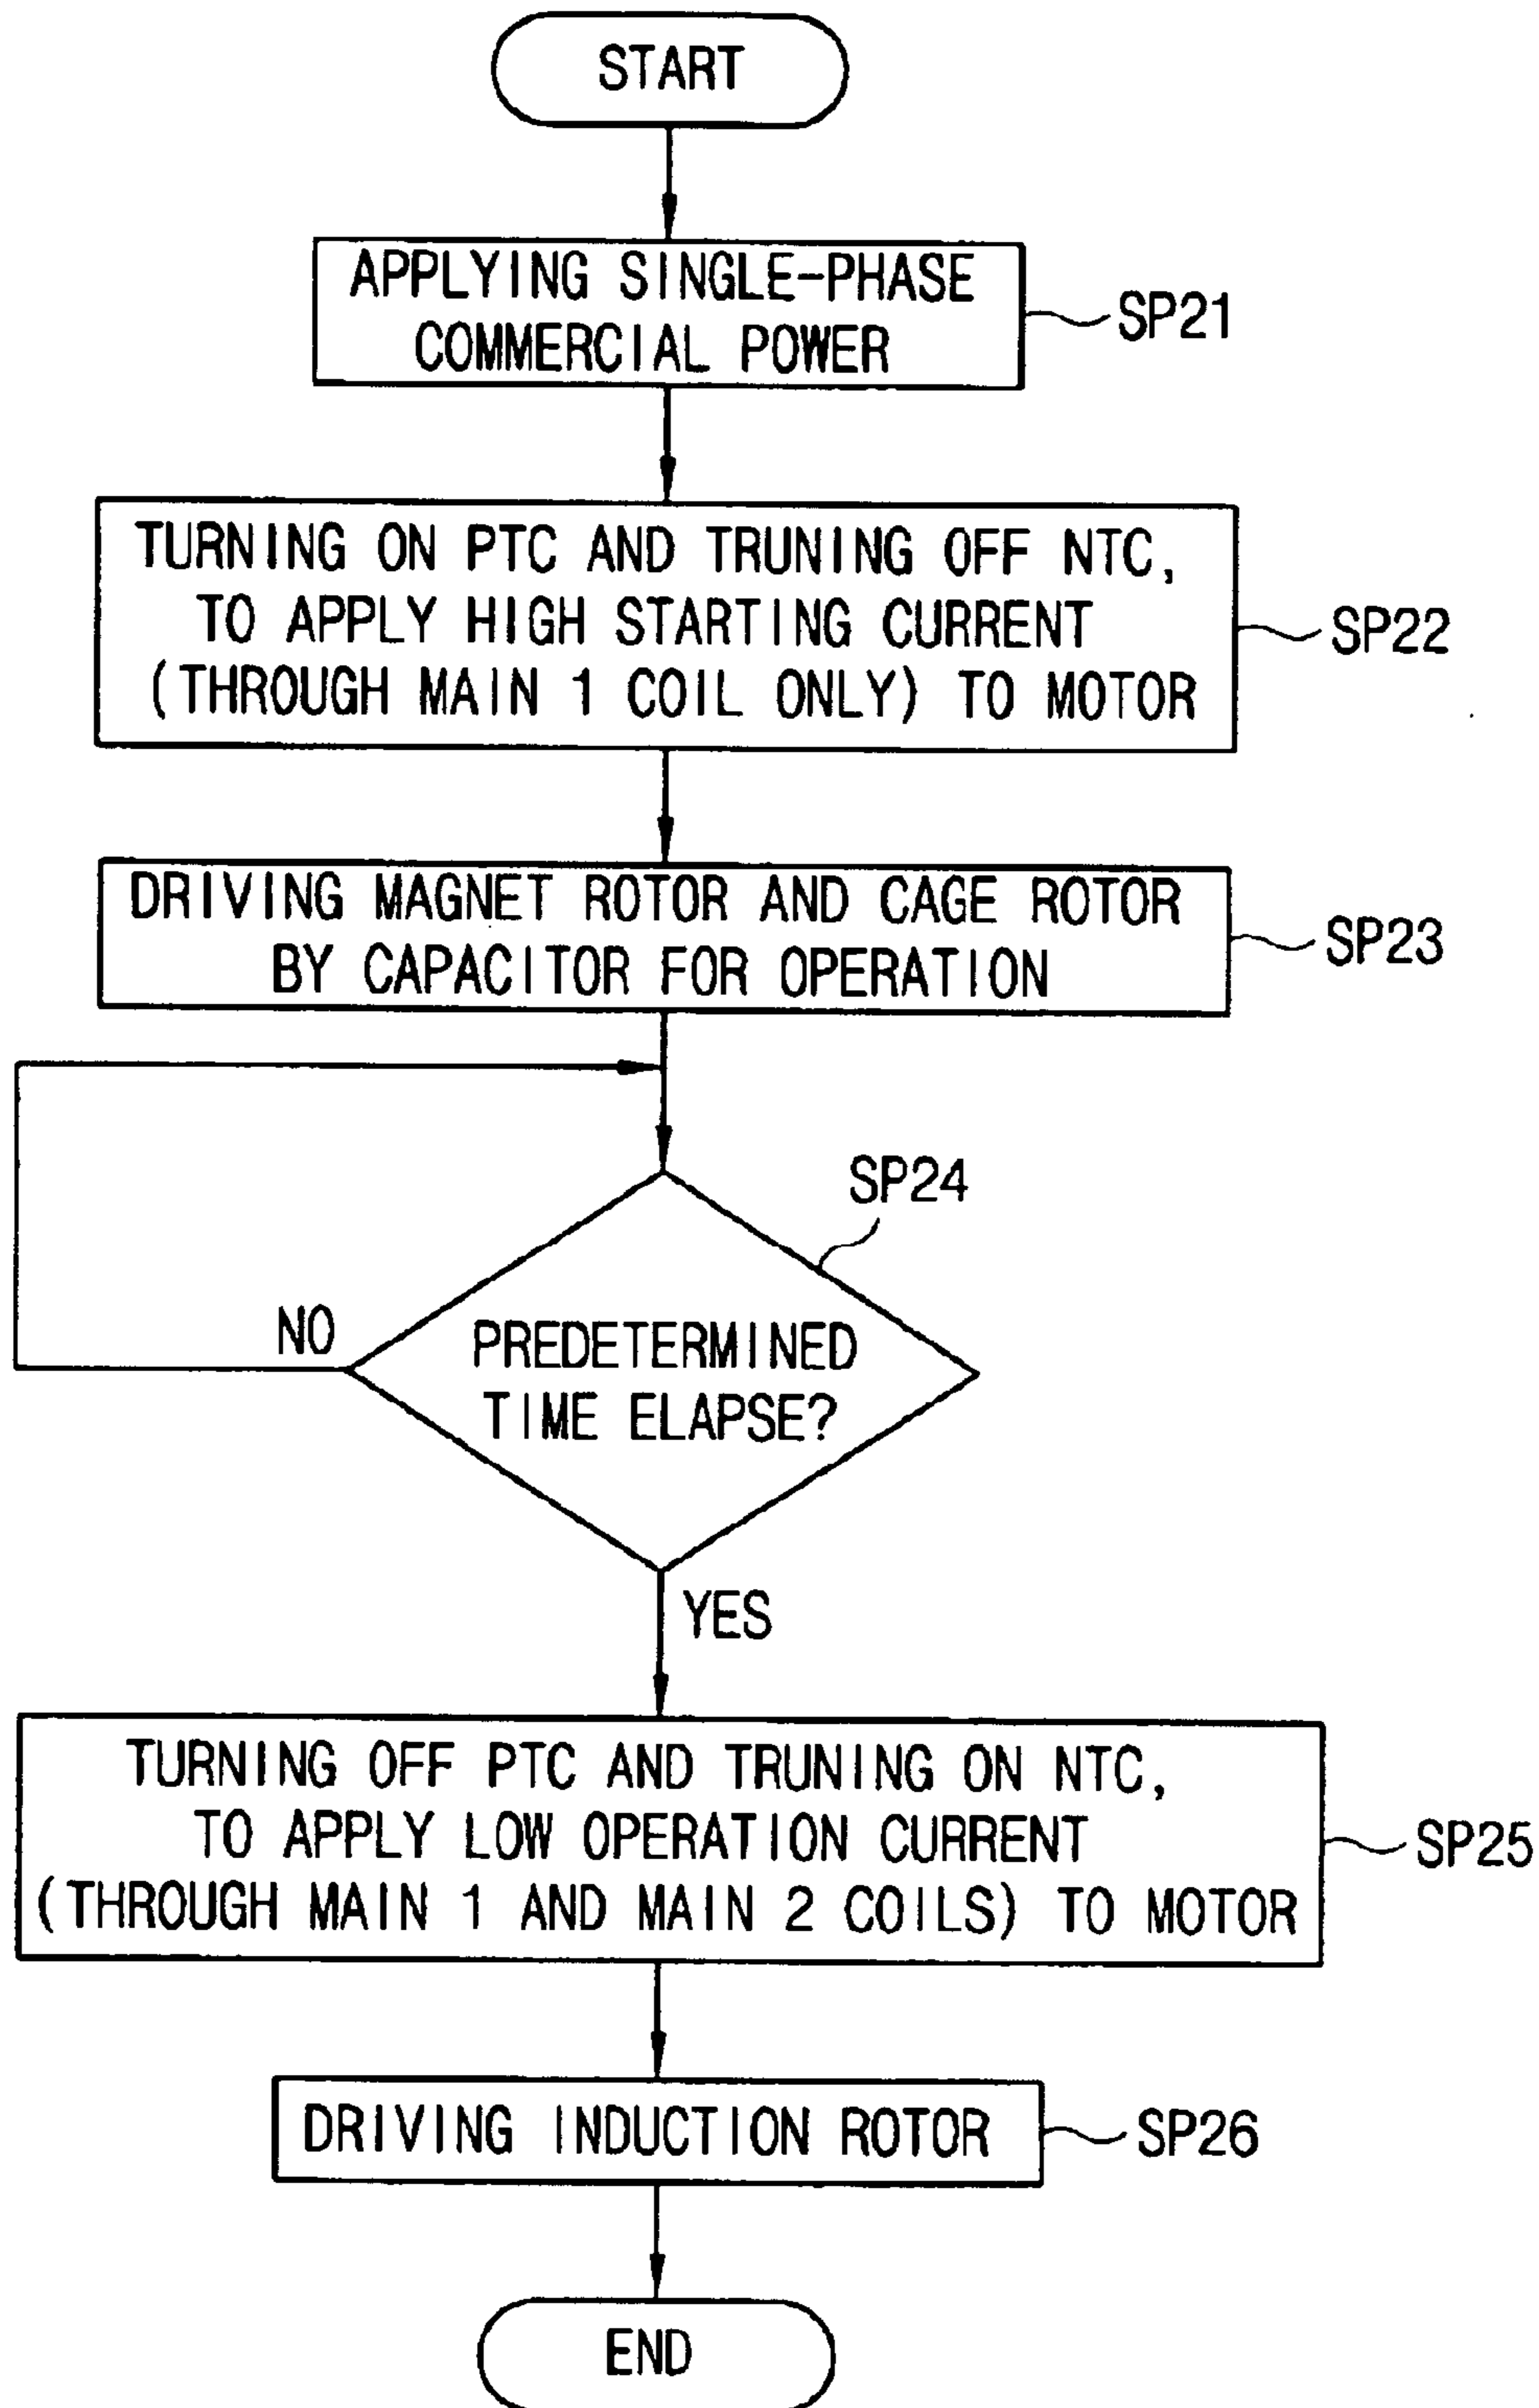 START
APPLYING SINGLE-PHASE
COMMERCIAL POWER
SP21
TURNING ON PTC AND TRUNING OFF NTC,
TO APPLY HIGH STARTING CURRENT
(THROUGH MAIN 1 COIL ONLY) TO MOTOR
SP22
DRIVING MAGNET ROTOR AND CAGE ROTOR
BY CAPACITOR FOR OPERATION
SP23
SP24
NO
PREDETERMINED
TIME ELAPSE?
YES
TURNING OFF PTC AND TRUNING ON NTC,
TO APPLY LOW OPERATION CURRENT
(THROUGH MAIN 1 AND MAIN 2 COILS) TO MOTOR
SP25
DRIVING INDUCTION ROTOR
SP26
END